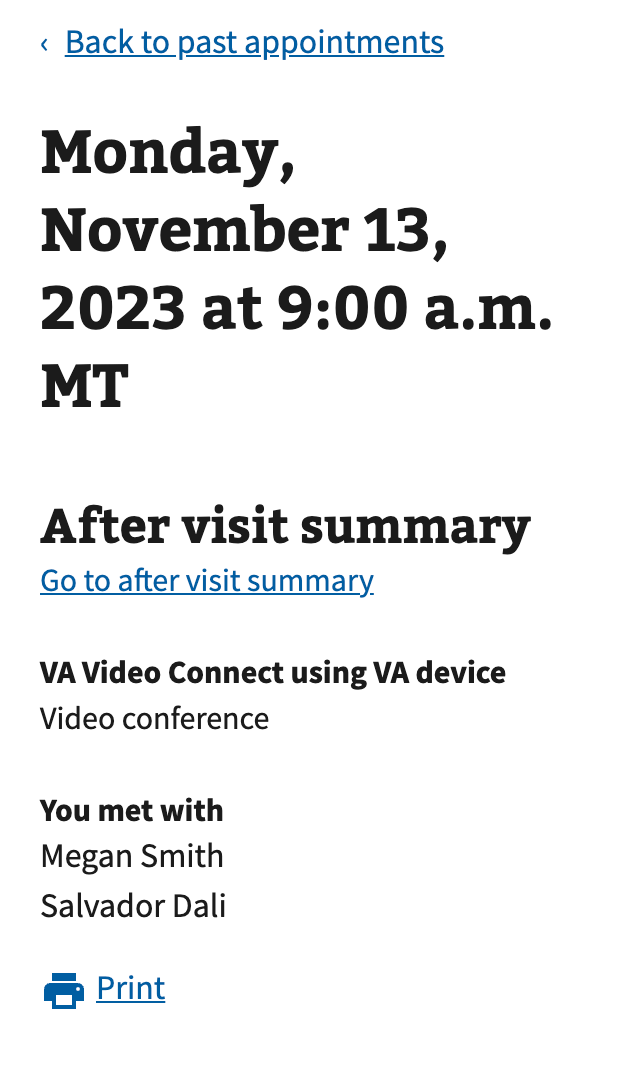 ‹ Back to past appointments
Monday,
November 13,
2023 at 9:00 a.m.
MT
After visit summary
Go to after visit summary
VA Video Connect using VA device
Video conference
You met with
Megan Smith
Salvador Dali
Print